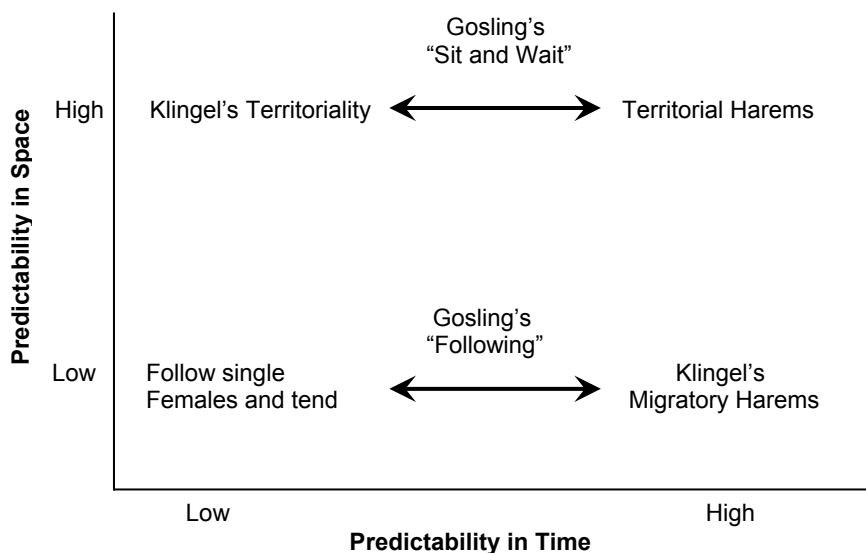 Gosling’s
“Sit and Wait”
High
Klingel’s Territoriality
Territorial Harems
Predictability in Space
Gosling’s
“Following”
Low
Follow single
Females and tend
Klingel’s
Migratory Harems
Low
High
Predictability in Time